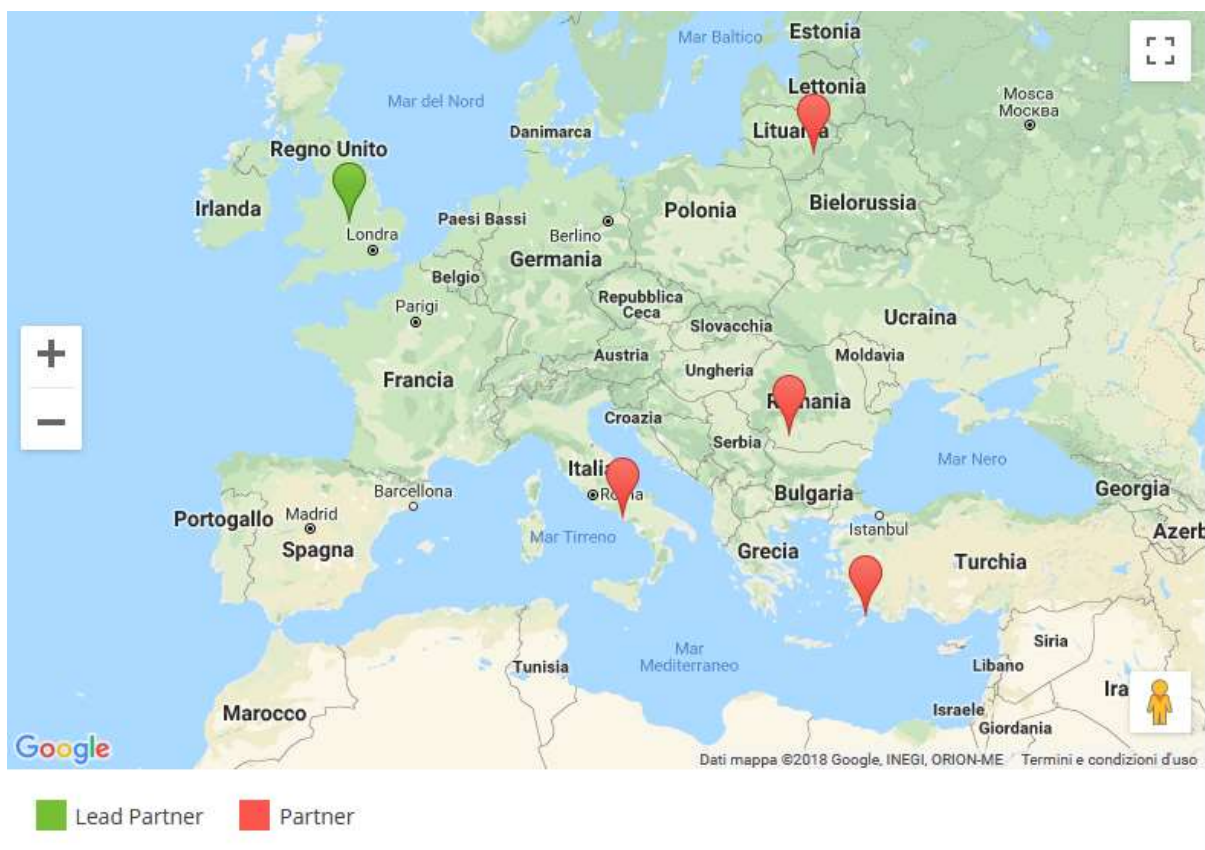 Estonia
Mar Baltico
Lettonia
Mosca
Москва
Mar del Nord
Danimarca
Lituania
Regno Unito
Irlanda
Paesi Bassi
Polonia
Bielorussia
Londra
Berlino
Germania
Belgio
Parigi
Repubblica
Ceca
Slovacchia
Ucraina
Austria
Moldavia
Ungheria
Francia
Romania
Croazia
Serbia
Mar Nero
Italia
Barcellona
Roma
Bulgaria
Georgia
Portogallo
Madrid
Istanbul
Azerb
Spagna
Mar Tirreno
Grecia
Turchia
Mar
Mediterraneo
Siria
Tunisia
Libano
Ira
Marocco
Israele
Giordania
Google
Dati mappa ©2018 Google, INEGI, ORION-ME
Termini e condizioni d'uso
Lead Partner
Partner